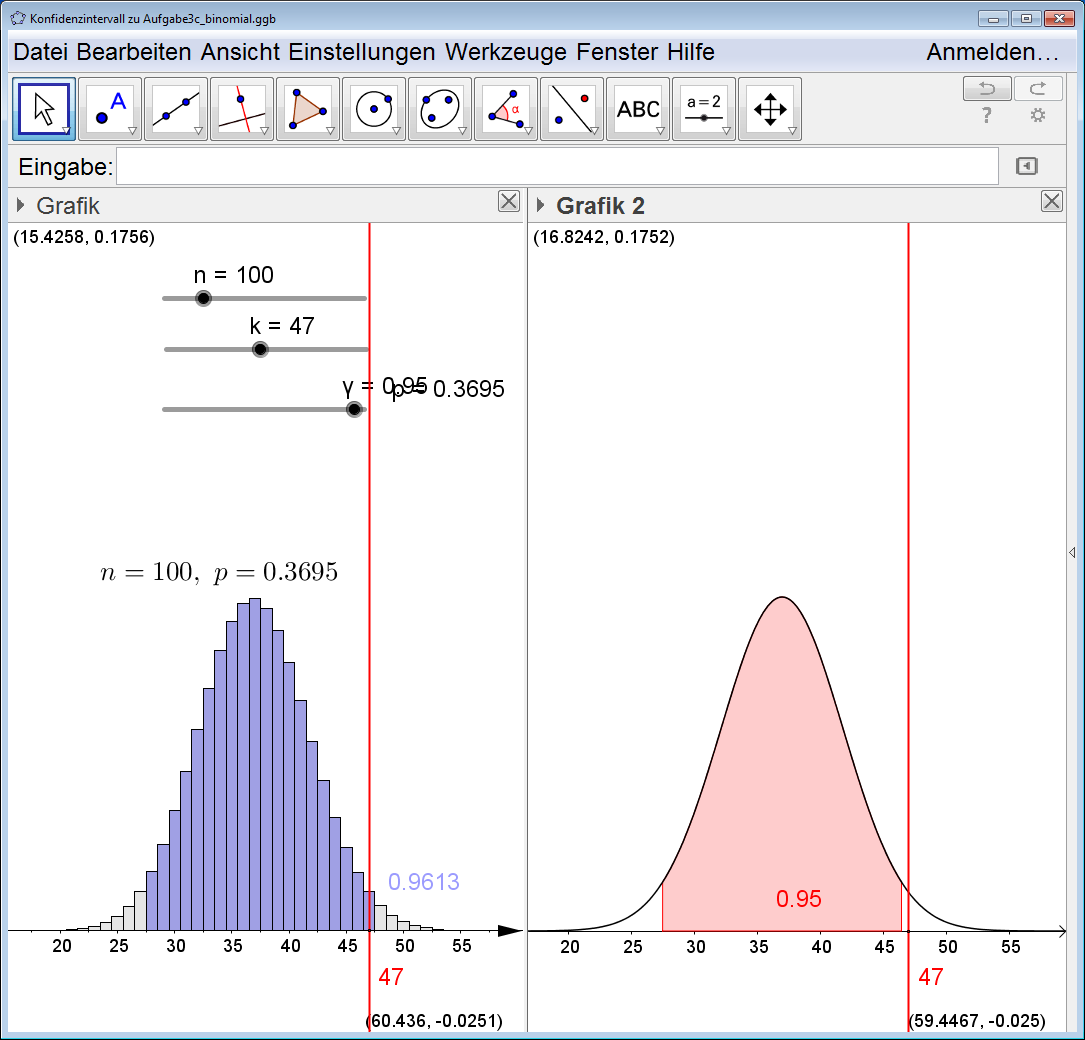 Konfidenzintervall zu Aufgabe3c_binomial.ggb
Datei Bearbeiten Ansicht Einstellungen Werkzeuge Fenster Hilfe Anmelden…
A α ABC a=2 ?
Eingabe:
Grafik
(15.4258, 0.1756)
n = 100
k = 47
γ = 0.95
p = 0.3695
n = 100, p = 0.3695
0.9613
20 25 30 35 40 45 50 55
47
(60.436, -0.0251)
Grafik 2
(16.8242, 0.1752)
0.95
20 25 30 35 40 45 50 55
47
(59.4467, -0.025)